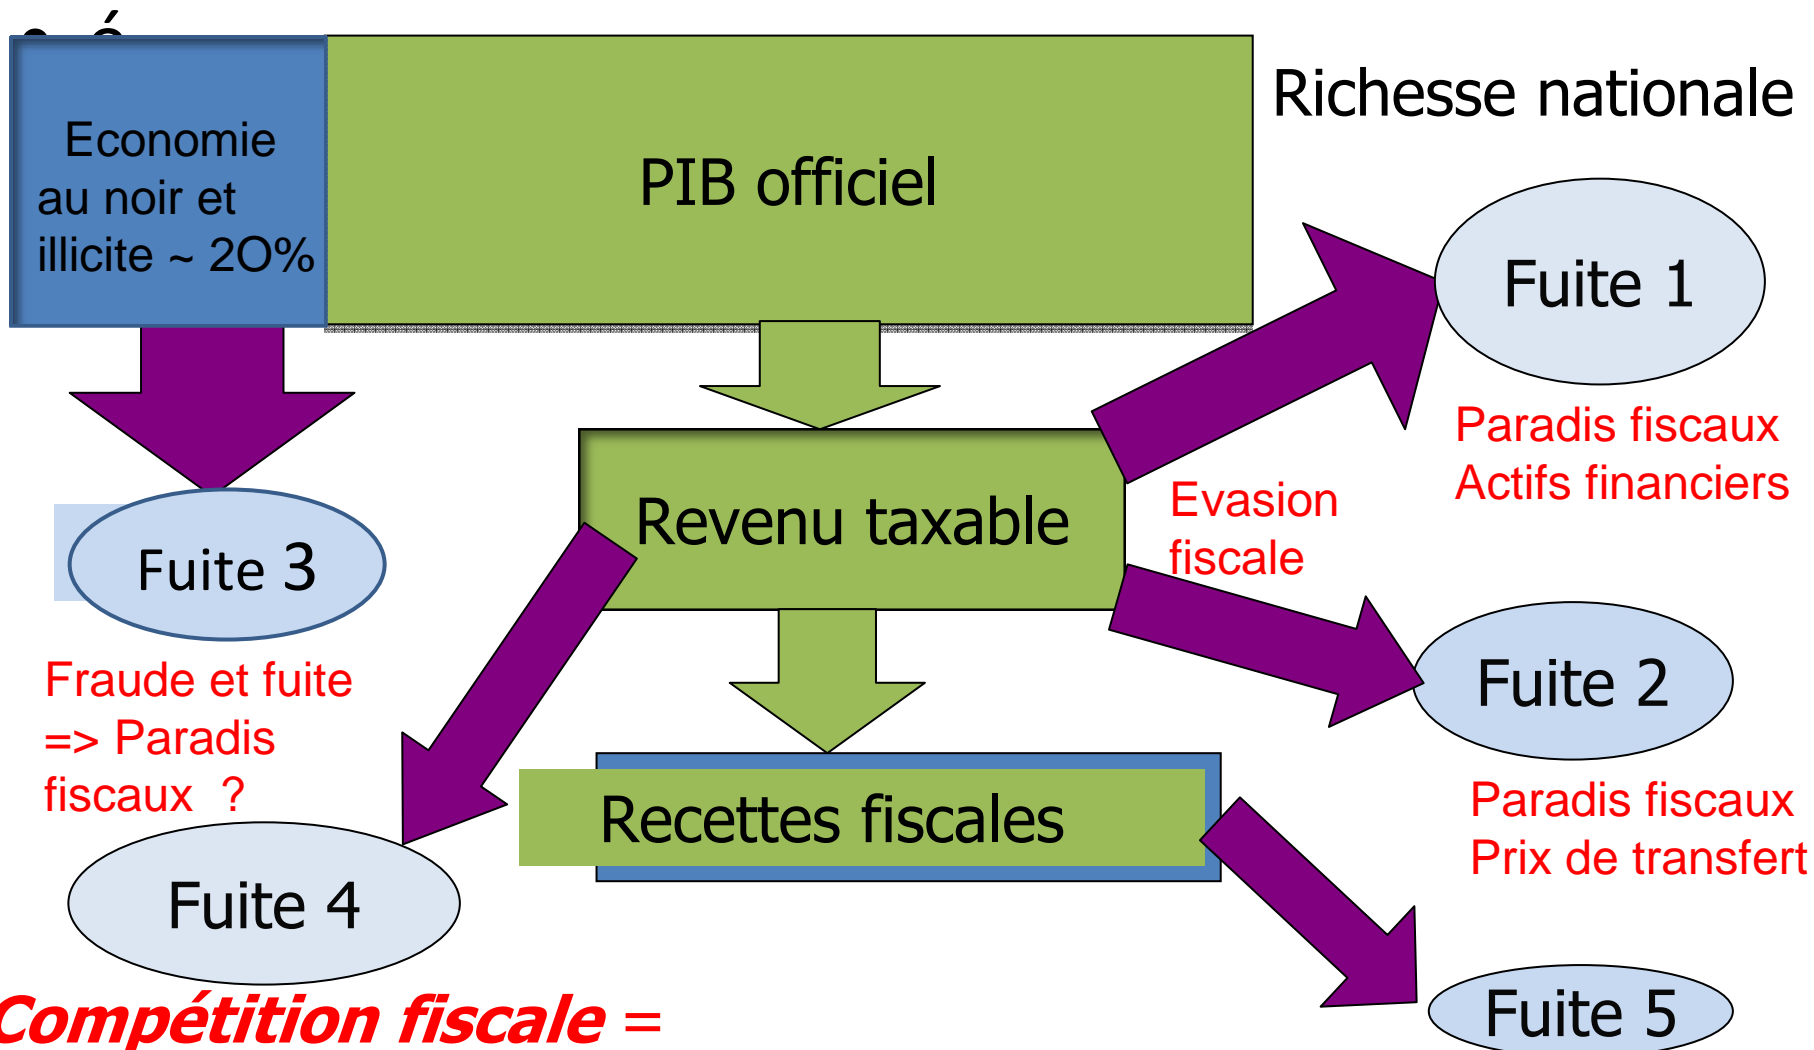 Richesse nationale
Economie
au noir et
illicite ~ 2O%
PIB officiel
Fuite 1
Paradis fiscaux
Actifs financiers
Revenu taxable
Evasion
fiscale
Fuite 3
Fraude et fuite
=> Paradis
fiscaux ?
Fuite 2
Paradis fiscaux
Prix de transfert
Recettes fiscales
Fuite 4
Fuite 5
Compétition fiscale =